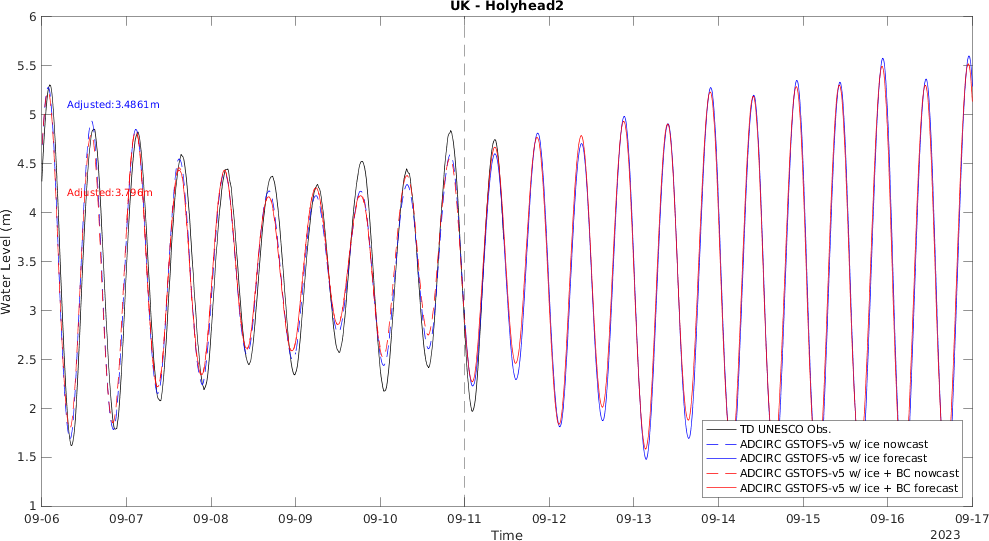 UK - Holyhead2
6
5.5
5
4.5
4
3.5
3
2.5
2
1.5
1
Water Level (m)
Adjusted:3.4861m
Adjusted:3.796m
TD UNESCO Obs.
ADCIRC GSTOFS-v5 w/ ice nowcast
ADCIRC GSTOFS-v5 w/ ice forecast
ADCIRC GSTOFS-v5 w/ ice + BC nowcast
ADCIRC GSTOFS-v5 w/ ice + BC forecast
09-06 09-07 09-08 09-09 09-10 09-11 09-12 09-13 09-14 09-15 09-16 09-17
Time
2023